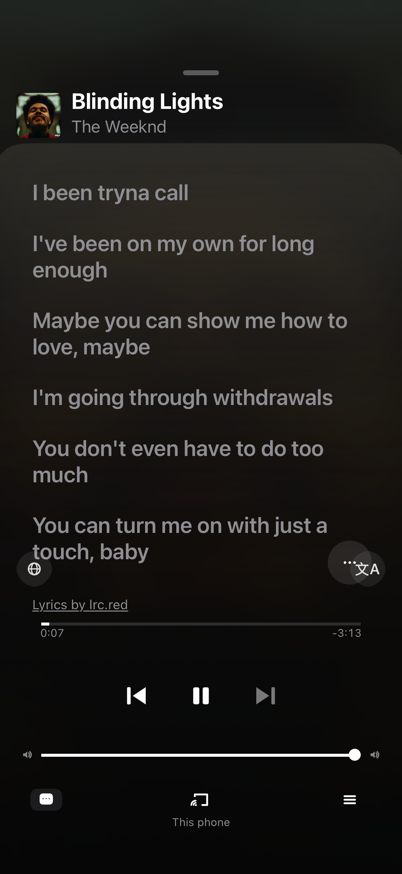 Blinding Lights
The Weeknd
I been tryna call
I've been on my own for long
enough
Maybe you can show me how to
love, maybe
I'm going through withdrawals
You don't even have to do too
much
You can turn me on with just a
touch, baby
文A
Lyrics by lrc.red
0:07
-3:13
This phone